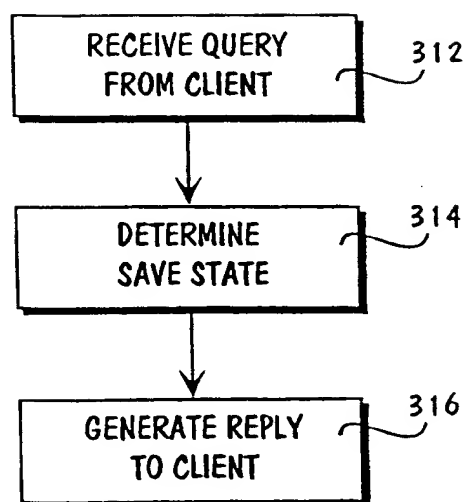 RECEIVE QUERY
FROM CLIENT
312
DETERMINE
SAVE STATE
314
GENERATE REPLY
TO CLIENT
316